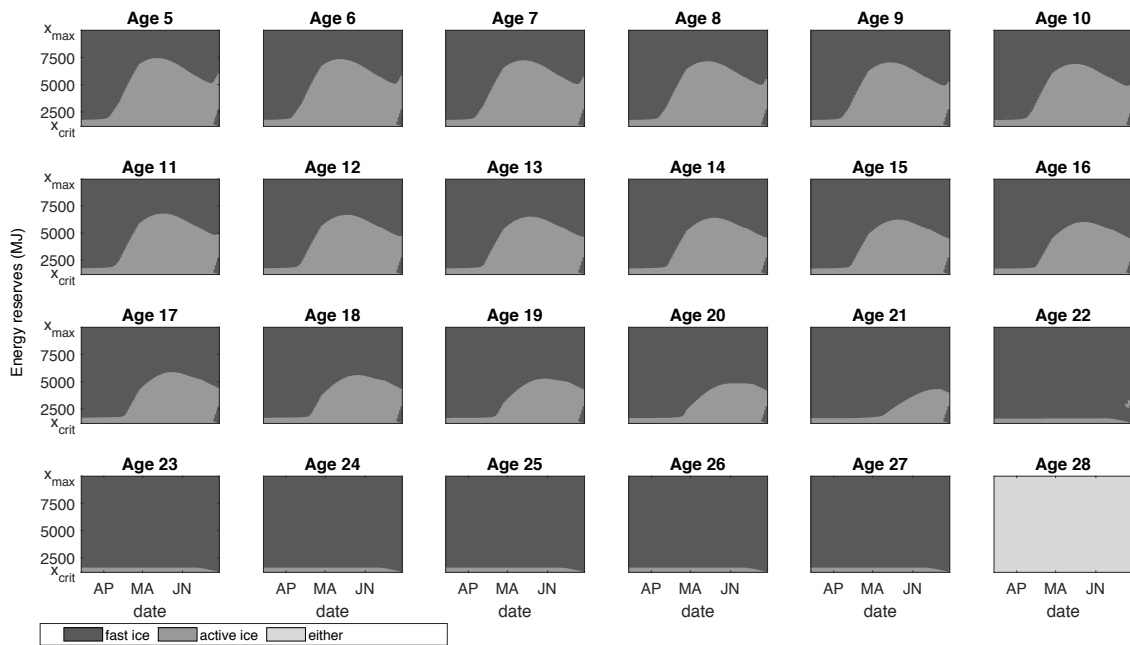 Age 5 Age 6 Age 7 Age 8 Age 9 Age 10
x_max
7500
5000
2500
x_crit
Age 11 Age 12 Age 13 Age 14 Age 15 Age 16
x_max
7500
5000
2500
x_crit
Energy reserves (MJ)
Age 17 Age 18 Age 19 Age 20 Age 21 Age 22
x_max
7500
5000
2500
x_crit
Age 23 Age 24 Age 25 Age 26 Age 27 Age 28
x_max
7500
5000
2500
x_crit
AP MA JN AP MA JN AP MA JN AP MA JN AP MA JN AP MA JN
date date date date date date
fast ice active ice either